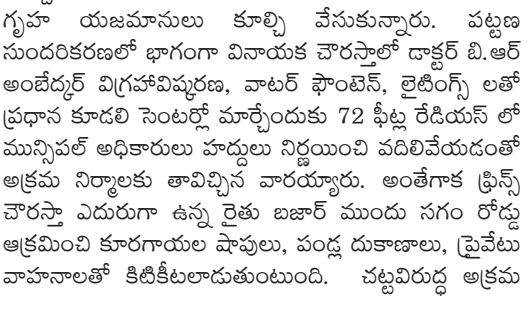 గృహ యజమానులు కూల్చి వేసుకున్నారు. పట్టణ
సుందరికరణలో భాగంగా వినాయక చౌరస్తాలో డాక్టర్ బి.ఆర్
అంబేద్కర్ విగ్రహావిష్కరణ, వాటర్ ఫౌంటెన్, లైటింగ్స్ లతో
ప్రధాన కూడలి సెంటర్లో మార్చేందుకు 72 ఫీట్ల రేడియస్ లో
మున్సిపల్ అధికారులు హద్దులు నిర్ణయించి వదిలివేయడంతో
అక్రమ నిర్మాలకు తావిచ్చిన వారయ్యారు. అంతేగాక ఫ్రిన్స్
చౌరస్తా ఎదురుగా ఉన్న రైతు బజార్ ముందు సగం రోడ్డు
ఆక్రమించి కూరగాయల షాపులు, పండ్ల దుకాణాలు, ప్రైవేటు
వాహనాలతో కిటికీటలాడుతుంటుంది. చట్టవిరుద్ధ అక్రమ